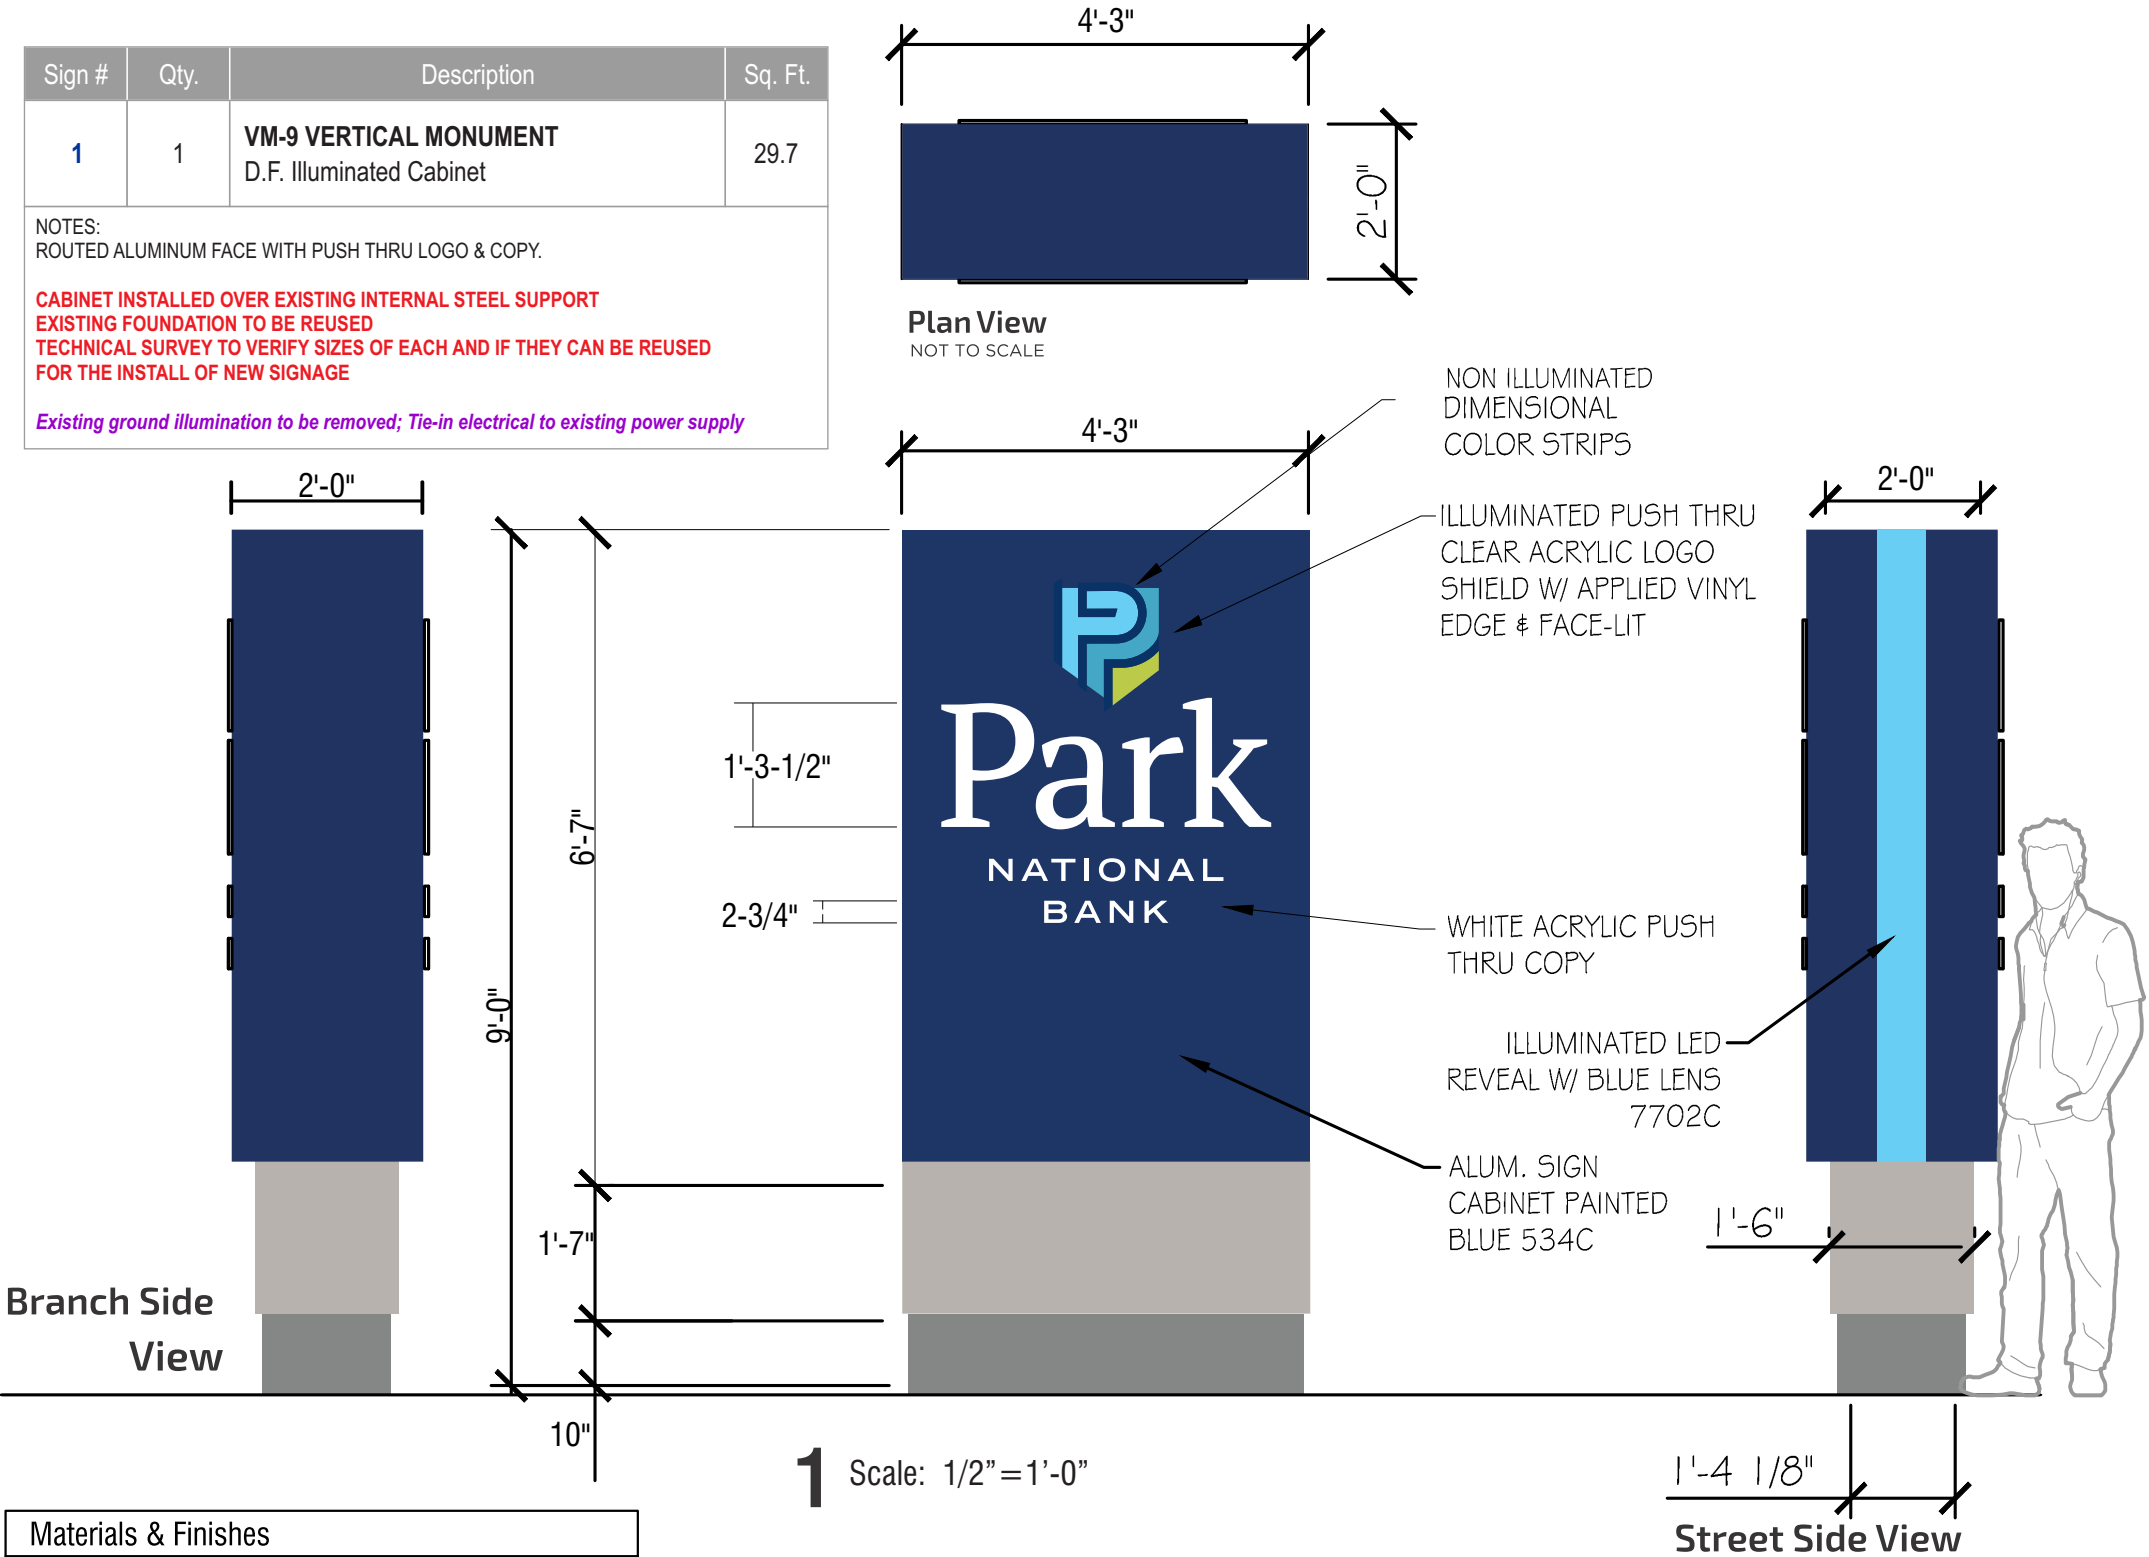 Sign # Qty. Description Sq. Ft.
1 1 VM-9 VERTICAL MONUMENT 29.7
D.F. Illuminated Cabinet
NOTES:
ROUTED ALUMINUM FACE WITH PUSH THRU LOGO & COPY.
CABINET INSTALLED OVER EXISTING INTERNAL STEEL SUPPORT
EXISTING FOUNDATION TO BE REUSED
TECHNICAL SURVEY TO VERIFY SIZES OF EACH AND IF THEY CAN BE REUSED
FOR THE INSTALL OF NEW SIGNAGE
Existing ground illumination to be removed; Tie-in electrical to existing power supply
4'-3"
2'-0"
Plan View
NOT TO SCALE
4'-3"
NON ILLUMINATED
DIMENSIONAL
COLOR STRIPS
ILLUMINATED PUSH THRU
CLEAR ACRYLIC LOGO
SHIELD W/ APPLIED VINYL
EDGE & FACE-LIT
2'-0"
2'-0"
9'-0"
6'-7"
1'-3-1/2"
2-3/4"
Park
NATIONAL
BANK
WHITE ACRYLIC PUSH
THRU COPY
ILLUMINATED LED
REVEAL W/ BLUE LENS
7702C
ALUM. SIGN
CABINET PAINTED
BLUE 534C
1'-7"
1'-6"
10"
Branch Side
View
1 Scale: 1/2”=1’-0”
1'-4 1/8"
Street Side View
Materials & Finishes